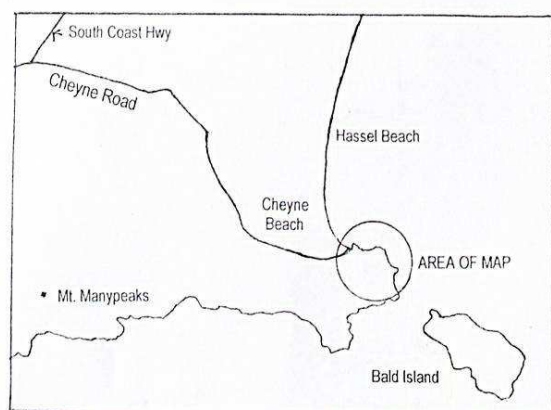 South Coast Hwy
Cheyne Road
Hassel Beach
Cheyne
Beach
AREA OF MAP
Mt. Manypeaks
Bald Island